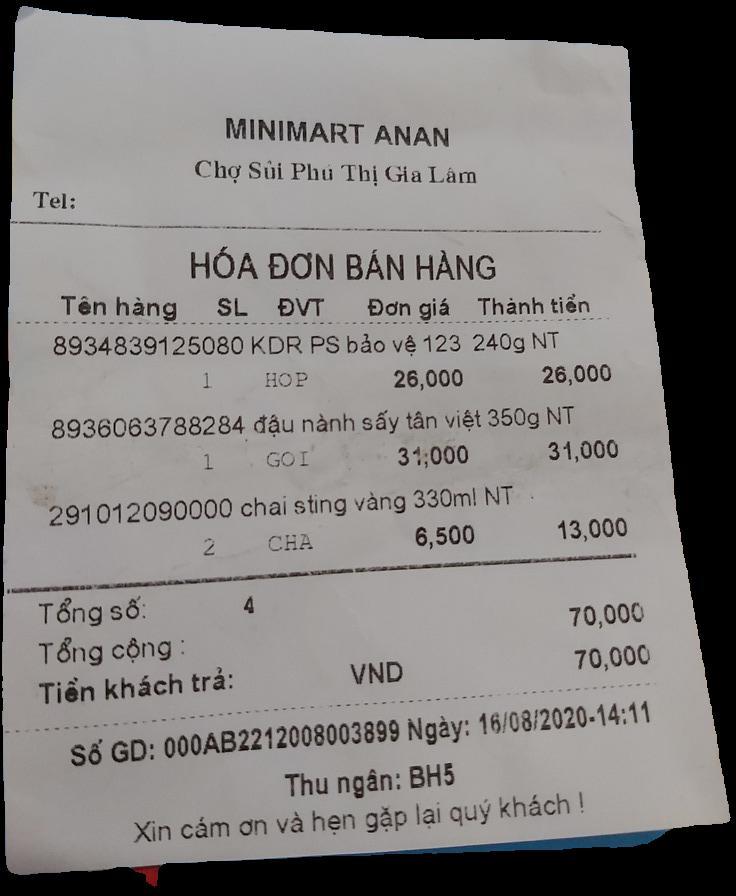 MINIMART ANAN
Chợ Sủi Phú Thị Gia Lâm
Tel:
HÓA ĐƠN BÁN HÀNG
Tên hàng SL ĐVT Đơn giá Thành tiền
8934839125080 KDR PS bảo vệ 123 240g NT
1 HOP 26,000 26,000
8936063788284 đậu nành sấy tân việt 350g NT
1 GOI 31,000 31,000
291012090000 chai sting vàng 330ml NT
2 CHA 6,500 13,000
Tổng số: 4
Tổng cộng : 70,000
Tiền khách trả: VND 70,000
Số GD: 000AB2212008003899 Ngày: 16/08/2020-14:11
Thu ngân: BH5
Xin cám ơn và hẹn gặp lại quý khách !